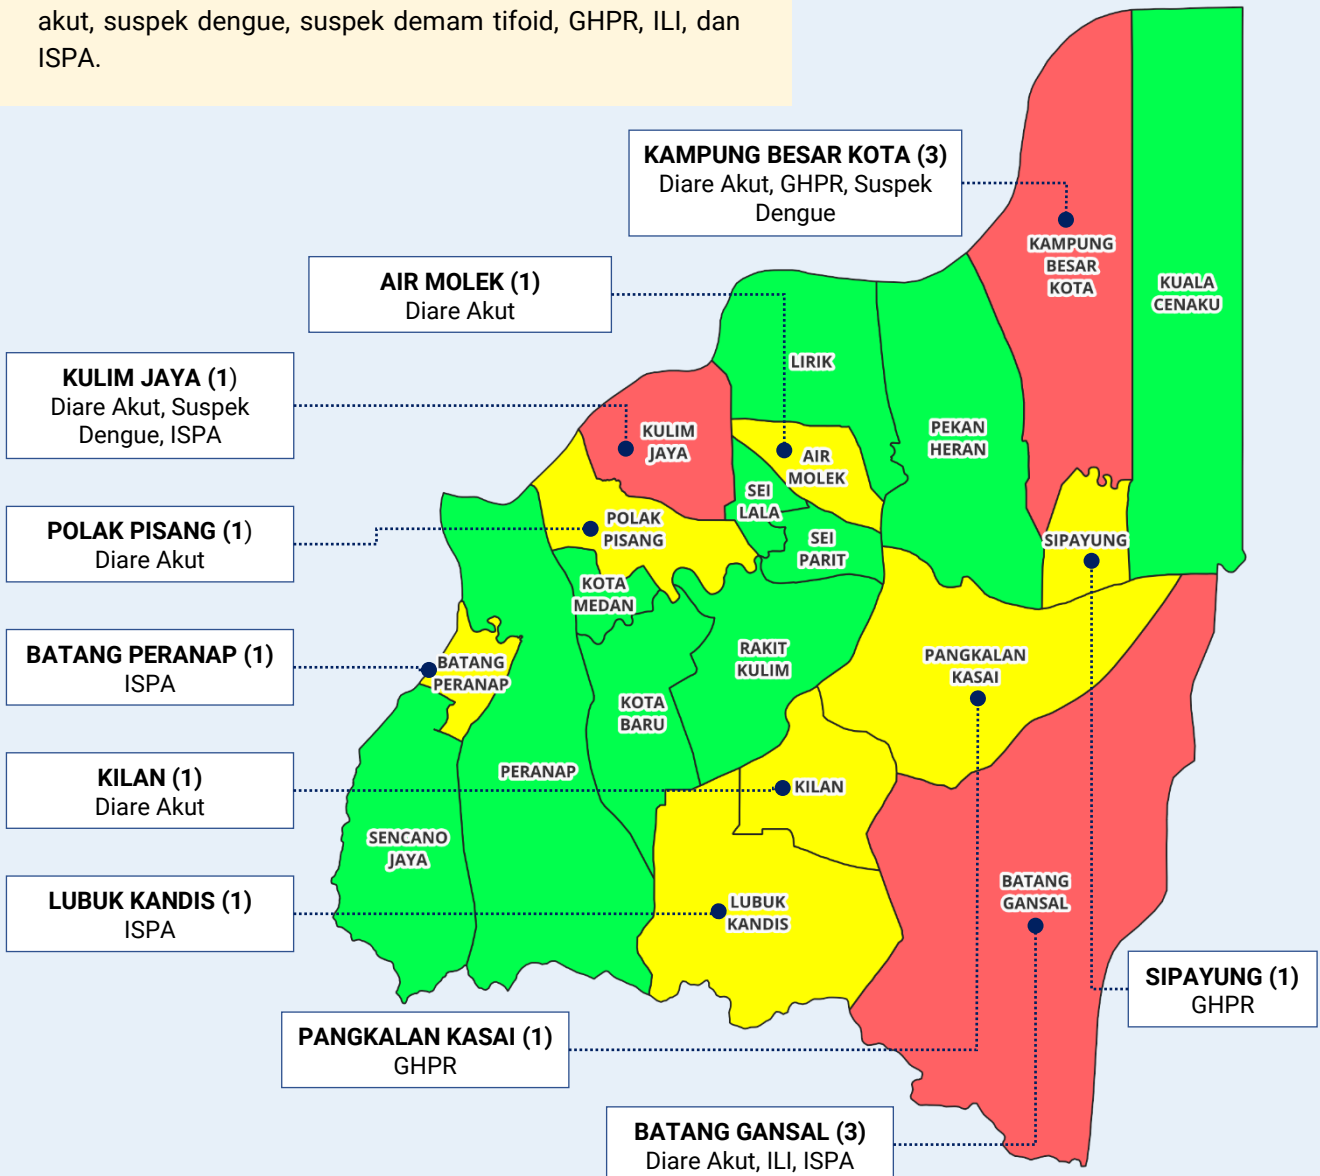 akut, suspek dengue, suspek demam tifoid, GHPR, ILI, dan
ISPA.
KAMPUNG BESAR KOTA (3)
Diare Akut, GHPR, Suspek
Dengue
AIR MOLEK (1)
Diare Akut
KULIM JAYA (1)
Diare Akut, Suspek
Dengue, ISPA
POLAK PISANG (1)
Diare Akut
BATANG PERANAP (1)
ISPA
KILAN (1)
Diare Akut
LUBUK KANDIS (1)
ISPA
PANGKALAN KASAI (1)
GHPR
BATANG GANSAL (3)
Diare Akut, ILI, ISPA
SIPAYUNG (1)
GHPR
KAMPUNG
BESAR
KOTA
KUALA
CENAKU
LIRIK
PEKAN
HERAN
KULIM
JAYA
AIR
MOLEK
SEI
LALA
SEI
PARIT
POLAK
PISANG
SIPAYUNG
KOTA
MEDAN
BATANG
PERANAP
RAKIT
KULIM
PANGKALAN
KASAI
KOTA
BARU
PERANAP
KILAN
SENCANO
JAYA
LUBUK
KANDIS
BATANG
GANSAL